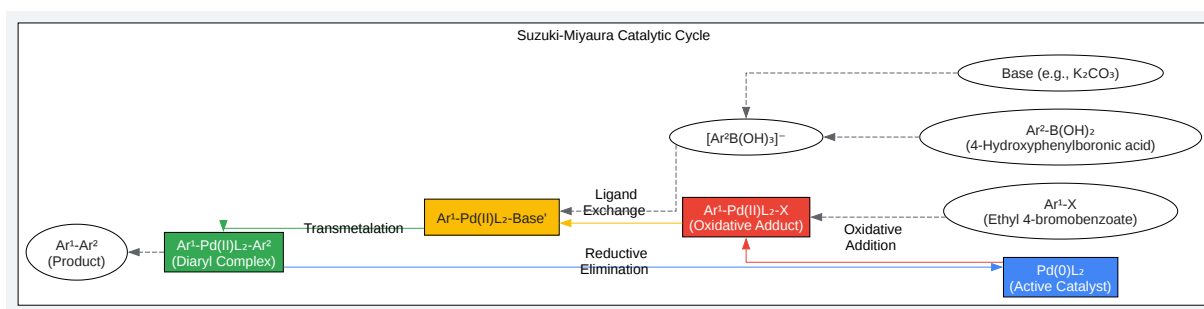 Suzuki-Miyaura Catalytic Cycle
Base (e.g., K₂CO₃)
[Ar²B(OH)₃]⁻
Ar²-B(OH)₂
(4-Hydroxyphenylboronic acid)
Ligand
Exchange
Ar¹-X
(Ethyl 4-bromobenzoate)
Ar¹-Pd(II)L₂-Base'
Ar¹-Pd(II)L₂-X
(Oxidative Adduct)
Oxidative
Addition
Transmetalation
Ar¹-Ar²
(Product)
Ar¹-Pd(II)L₂-Ar²
(Diaryl Complex)
Reductive
Elimination
Pd(0)L₂
(Active Catalyst)